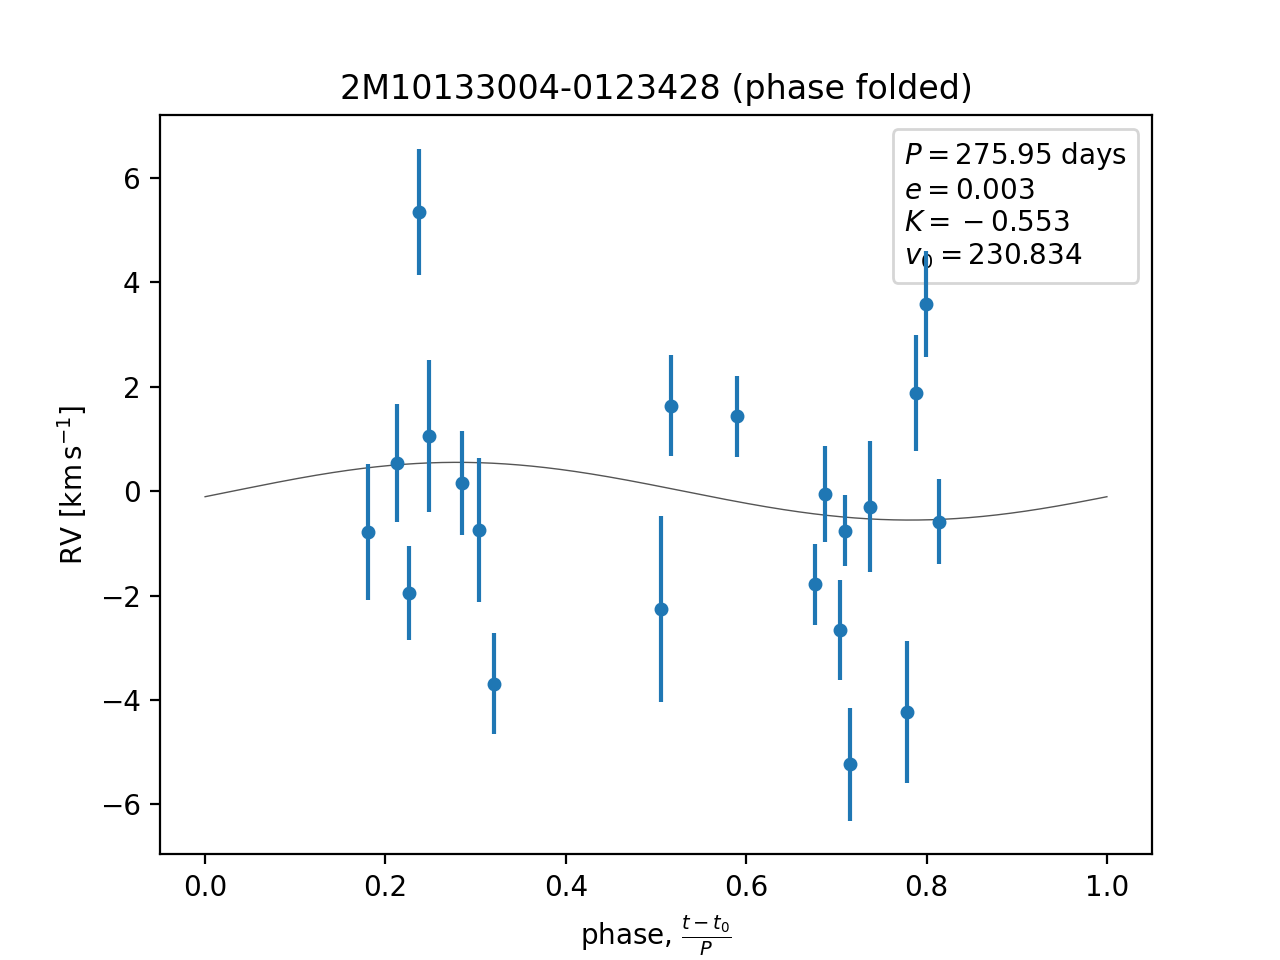 2M10133004-0123428 (phase folded)
P = 275.95 days
e = 0.003
K = −0.553
v₀ = 230.834
6
4
2
0
−2
−4
−6
RV [km s⁻¹]
0.0 0.2 0.4 0.6 0.8 1.0
phase, (t − t₀)/P